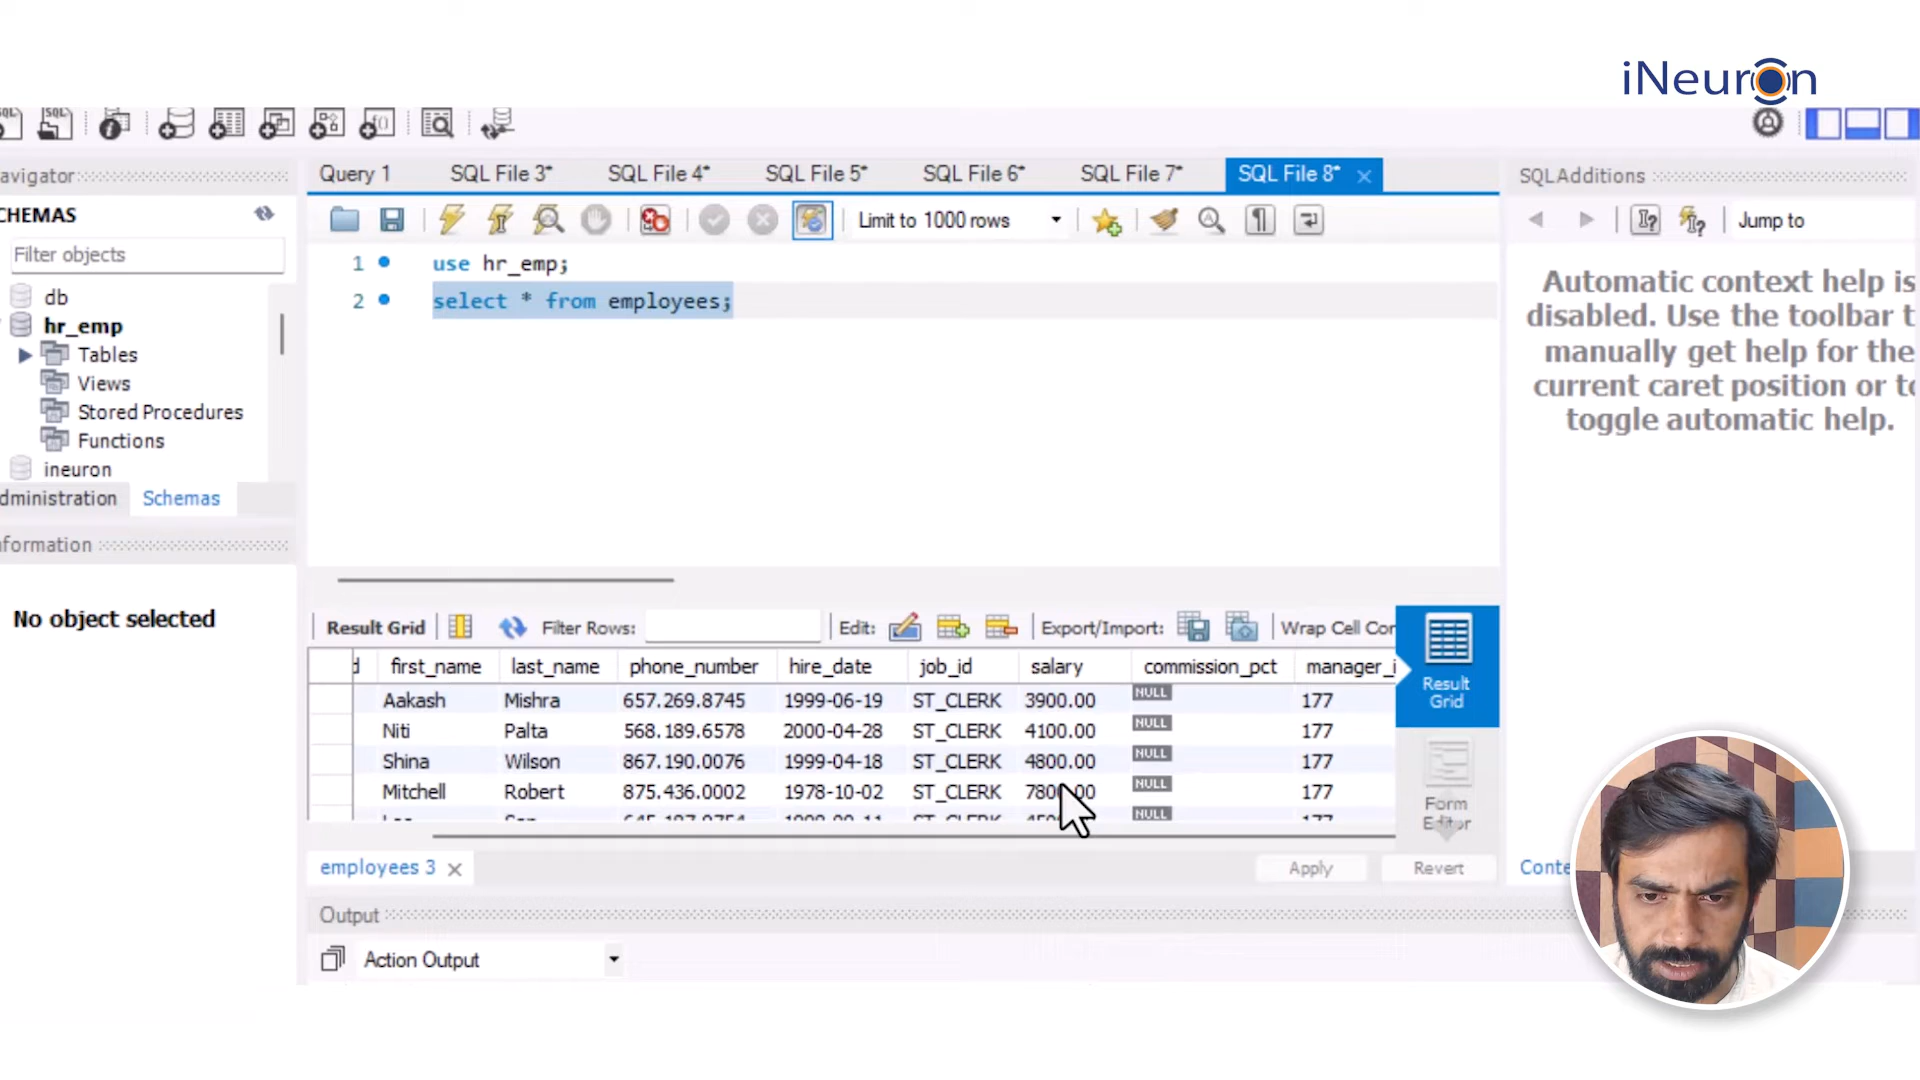 iNeuron
SQL
avigator
CHEMAS
Filter objects
db
hr_emp
Tables
Views
Stored Procedures
Functions
ineuron
dministration Schemas
nformation
No object selected
Query 1 SQL File 3* SQL File 4* SQL File 5* SQL File 6* SQL File 7* SQL File 8*
Limit to 1000 rows
1 use hr_emp;
2 select * from employees;
Result Grid Filter Rows: Edit: Export/Import: Wrap Cell Con
d first_name last_name phone_number hire_date job_id salary commission_pct manager_i
Aakash Mishra 657.269.8745 1999-06-19 ST_CLERK 3900.00 NULL 177
Niti Palta 568.189.6578 2000-04-28 ST_CLERK 4100.00 NULL 177
Shina Wilson 867.190.0076 1999-04-18 ST_CLERK 4800.00 NULL 177
Mitchell Robert 875.436.0002 1978-10-02 ST_CLERK 7800.00 NULL 177
NULL
Result
Grid
Form
Editor
employees 3 Apply Revert
Output
Action Output
SQLAdditions
Jump to
Automatic context help is
disabled. Use the toolbar t
manually get help for the
current caret position or to
toggle automatic help.
Conte